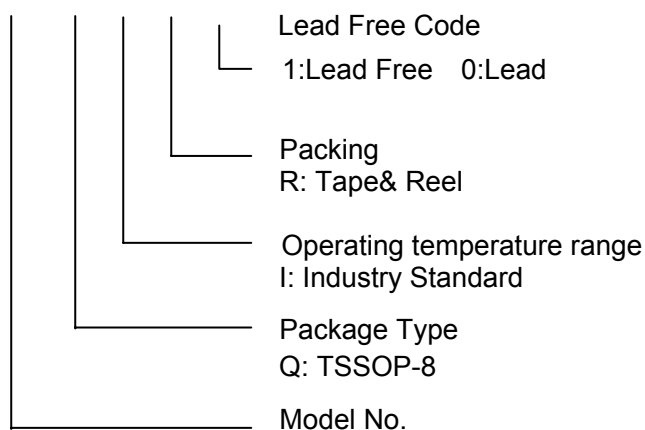 Lead Free Code
1:Lead Free 0:Lead
Packing
R: Tape& Reel
Operating temperature range
I: Industry Standard
Package Type
Q: TSSOP-8
Model No.